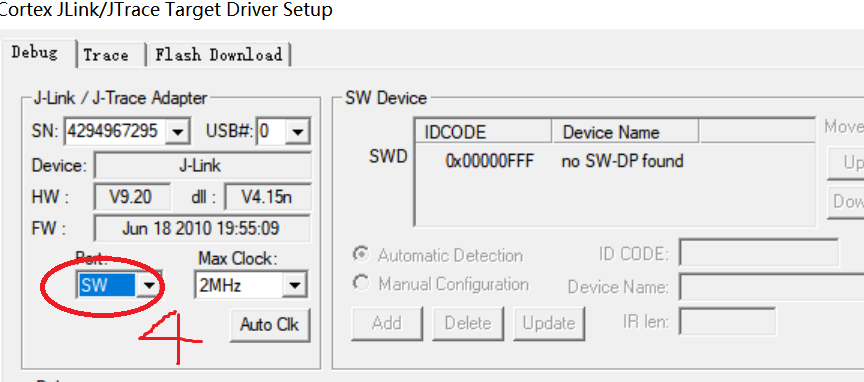 Cortex JLink/JTrace Target Driver Setup
Debug Trace Flash Download
J-Link / J-Trace Adapter
SN: 4294967295 USB#: 0
Device: J-Link
HW : V9.20 dll : V4.15n
FW : Jun 18 2010 19:55:09
Port: Max Clock:
SW 2MHz
4
Auto Clk
SW Device
IDCODE Device Name Move
SWD 0x00000FFF no SW-DP found
Up
Dow
Automatic Detection ID CODE:
Manual Configuration Device Name:
Add Delete Update IR len: